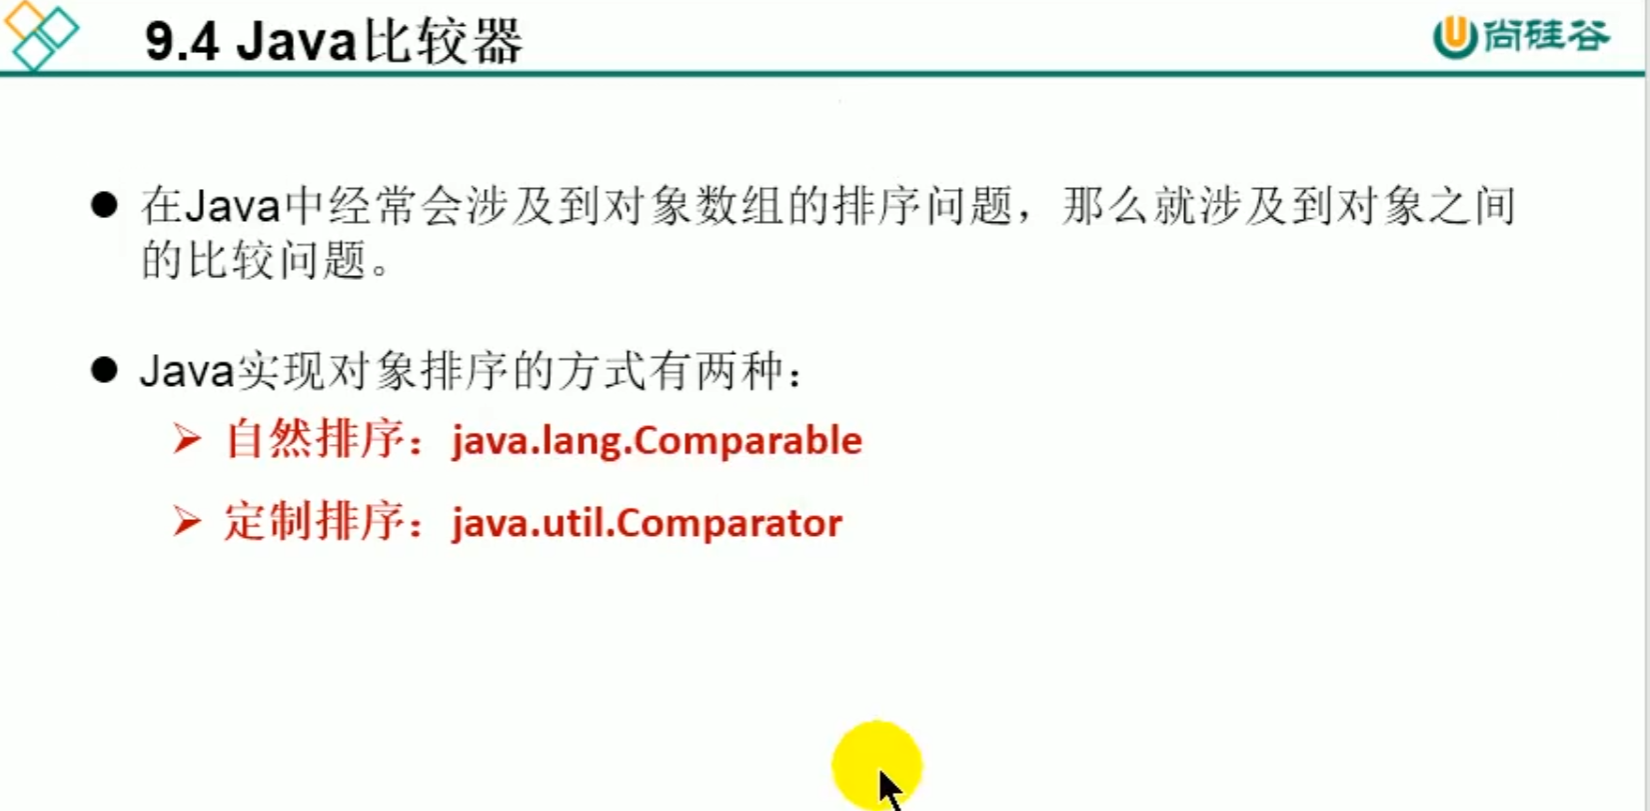 9.4 Java比较器
尚硅谷
在Java中经常会涉及到对象数组的排序问题，那么就涉及到对象之间
的比较问题。
Java实现对象排序的方式有两种：
自然排序：java.lang.Comparable
定制排序：java.util.Comparator